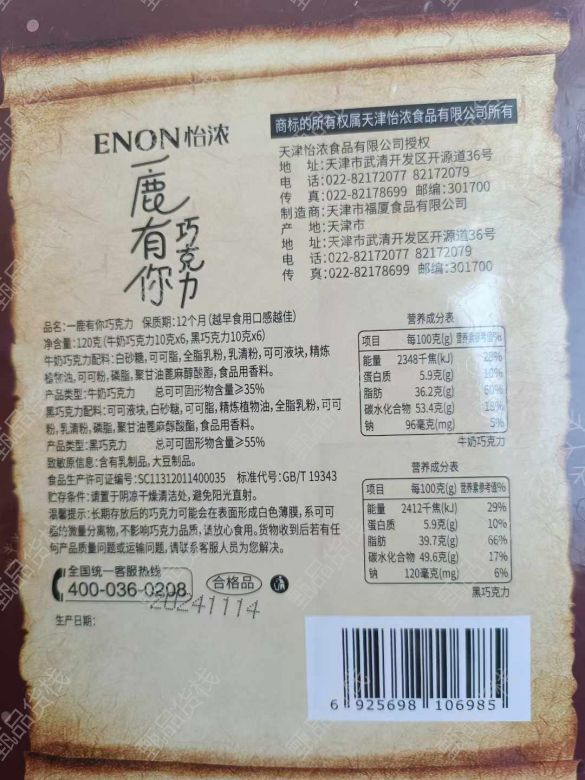 ENON怡浓
一鹿有你
巧克力
商标的所有权属天津怡浓食品有限公司所有
天津怡浓食品有限公司授权
地 址:天津市武清开发区开源道36号
电 话:022-82172077 82172079
传 真:022-82178699 邮编:301700
制造商:天津市福厦食品有限公司
产 地:天津市
地 址:天津市武清开发区开源道36号
电 话:022-82172077 82172079
传 真:022-82178699 邮编:301700
品名:一鹿有你巧克力 保质期:12个月(越早食用口感越佳)
净含量:120克(牛奶巧克力10克x6,黑巧克力10克x6)
牛奶巧克力配料:白砂糖,可可脂,全脂乳粉,乳清粉,可可液块,精炼
植物油,可可粉,磷脂,聚甘油蓖麻醇酸酯,食品用香料。
产品类型:牛奶巧克力 总可可固形物含量≥35%
黑巧克力配料:可可液块,白砂糖,可可脂,精炼植物油,全脂乳粉,可可
粉,乳清粉,磷脂,聚甘油蓖麻醇酸酯,食品用香料。
产品类型:黑巧克力 总可可固形物含量≥55%
致敏原信息:含有乳制品,大豆制品。
食品生产许可证编号:SC11312011400035 标准代号:GB/T 19343
贮存条件:请置于阴凉干燥清洁处,避免阳光直射。
温馨提示:长期存放后的巧克力可能会在表面形成白色薄膜,系可可
脂的微量分离物,不影响巧克力品质,请放心食用。货物收到后若有任
何产品质量问题或运输问题,请联系客服人员为您解决。
全国统一客服热线
400-036-0208
合格品
20241114
生产日期:
营养成分表
项目 每100克(g) 营养素参考值%
能量 2348千焦(kJ) 28%
蛋白质 5.9克(g) 10%
脂肪 36.2克(g) 60%
碳水化合物 53.4克(g) 18%
钠 96毫克(mg) 5%
牛奶巧克力
营养成分表
项目 每100克(g) 营养素参考值%
能量 2412千焦(kJ) 29%
蛋白质 5.9克(g) 10%
脂肪 39.7克(g) 66%
碳水化合物 49.6克(g) 17%
钠 120毫克(mg) 6%
黑巧克力
6 925698 106985
甄品货栈